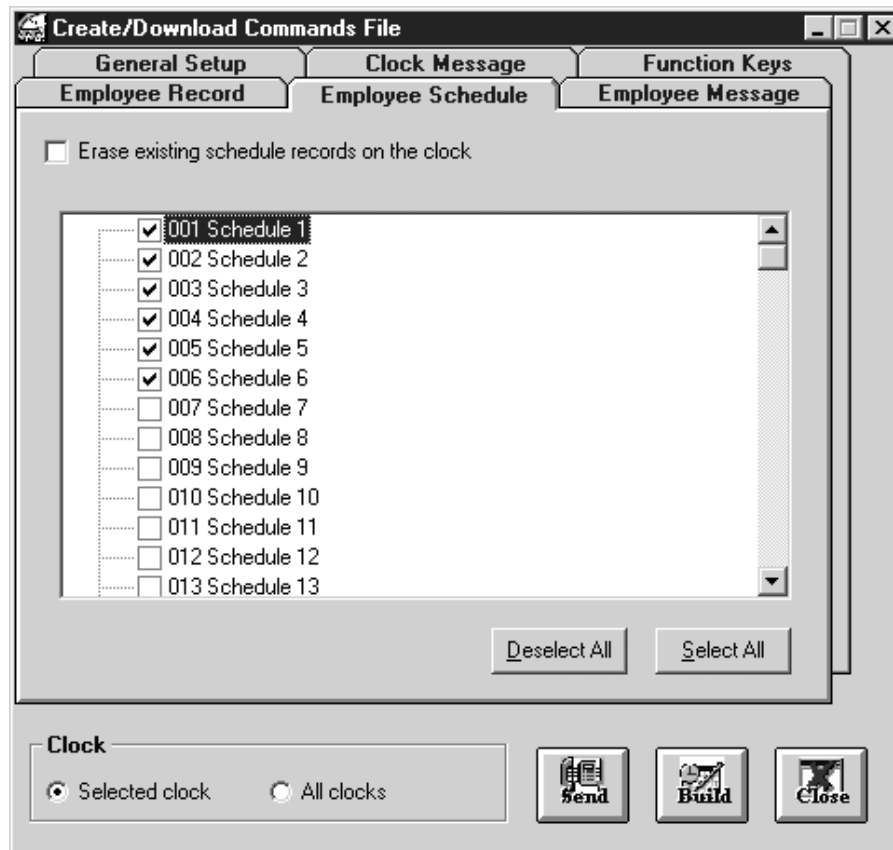 Create/Download Commands File
General Setup Clock Message Function Keys
Employee Record Employee Schedule Employee Message
Erase existing schedule records on the clock
001 Schedule 1
002 Schedule 2
003 Schedule 3
004 Schedule 4
005 Schedule 5
006 Schedule 6
007 Schedule 7
008 Schedule 8
009 Schedule 9
010 Schedule 10
011 Schedule 11
012 Schedule 12
013 Schedule 13
Deselect All Select All
Clock
Selected clock All clocks
Send Build Close